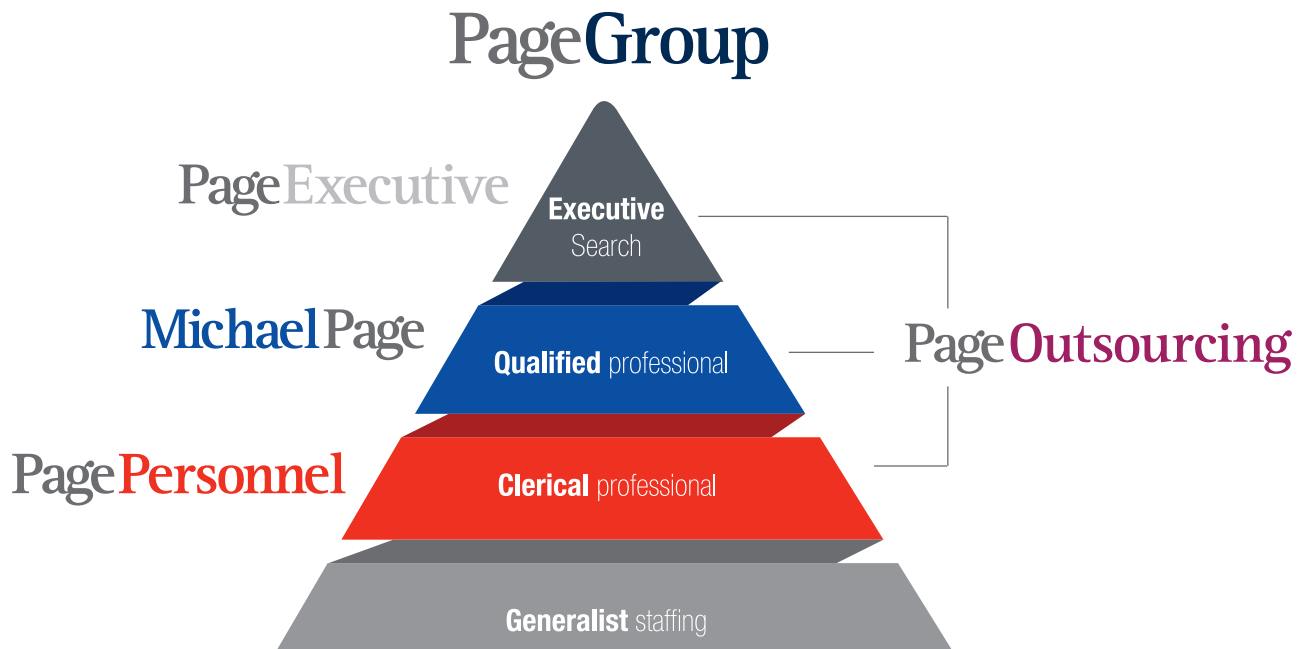 PageGroup
PageExecutive
Executive
Search
MichaelPage
Qualified professional
PageOutsourcing
PagePersonnel
Clerical professional
Generalist staffing